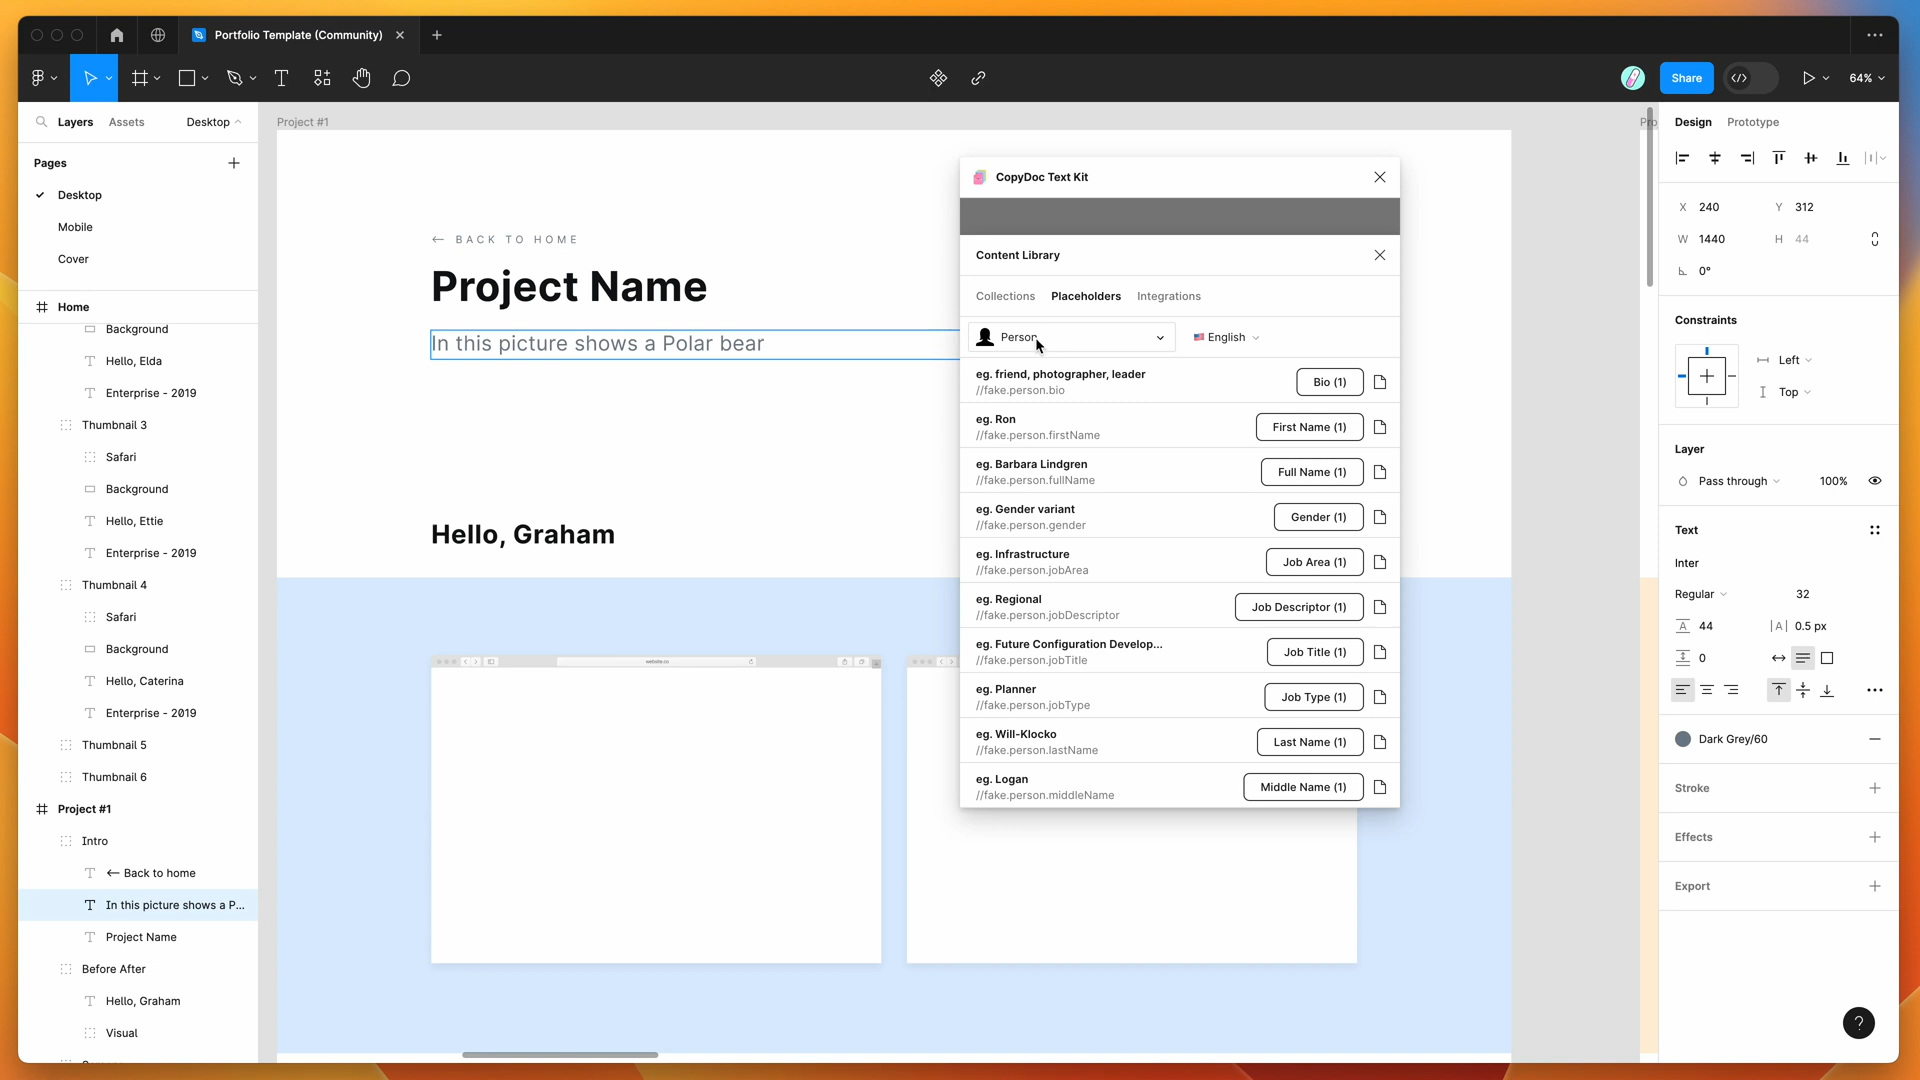 Portfolio Template (Community)
Share
64%
Layers
Assets
Desktop
Pages
Desktop
Mobile
Cover
Home
Background
Hello, Elda
Enterprise - 2019
Thumbnail 3
Safari
Background
Hello, Ettie
Enterprise - 2019
Thumbnail 4
Safari
Background
Hello, Caterina
Enterprise - 2019
Thumbnail 5
Thumbnail 6
Project #1
Intro
← Back to home
In this picture shows a P...
Project Name
Before After
Hello, Graham
Visual
Project #1
← BACK TO HOME
Project Name
In this picture shows a Polar bear
Hello, Graham
website.co
CopyDoc Text Kit
Content Library
Collections
Placeholders
Integrations
Person
English
eg. friend, photographer, leader
//fake.person.bio
Bio (1)
eg. Ron
//fake.person.firstName
First Name (1)
eg. Barbara Lindgren
//fake.person.fullName
Full Name (1)
eg. Gender variant
//fake.person.gender
Gender (1)
eg. Infrastructure
//fake.person.jobArea
Job Area (1)
eg. Regional
//fake.person.jobDescriptor
Job Descriptor (1)
eg. Future Configuration Develop...
//fake.person.jobTitle
Job Title (1)
eg. Planner
//fake.person.jobType
Job Type (1)
eg. Will-Klocko
//fake.person.lastName
Last Name (1)
eg. Logan
//fake.person.middleName
Middle Name (1)
Pro
Design
Prototype
X 240
Y 312
W 1440
H 44
0°
Constraints
Left
Top
Layer
Pass through
100%
Text
Inter
Regular
32
44
|A| 0.5 px
0
Dark Grey/60
Stroke
Effects
Export
?